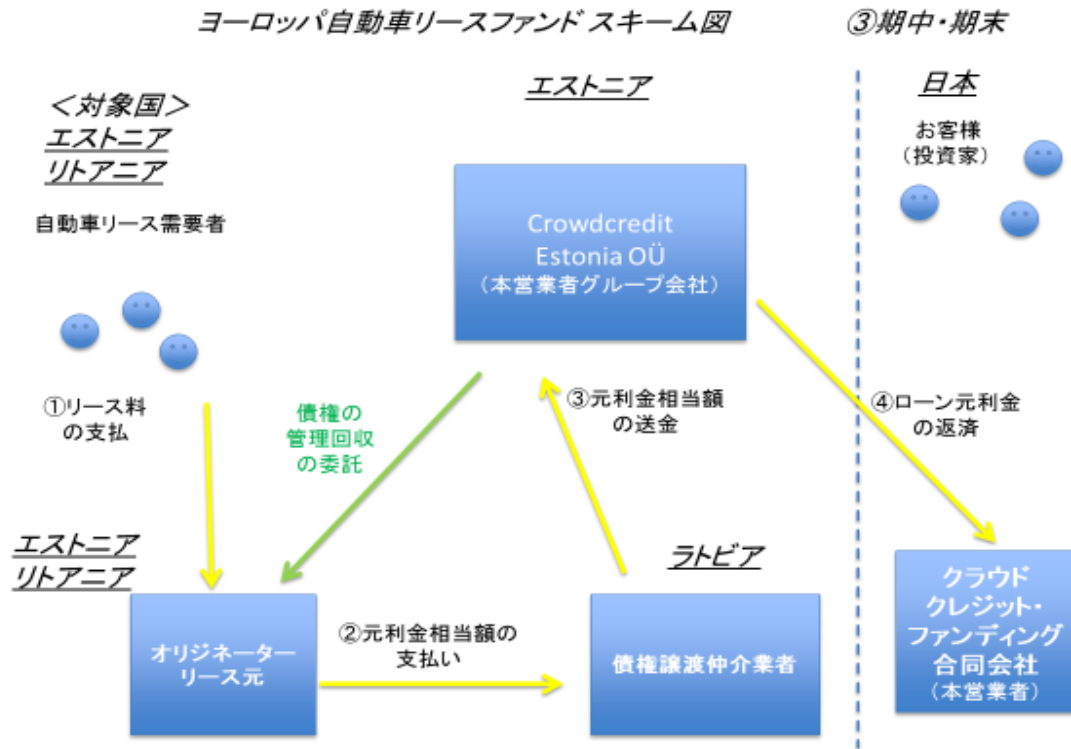 ヨーロッパ自動車リースファンド スキーム図
③期中・期末
エストニア
日本
＜対象国＞
エストニア
リトアニア
お客様
（投資家）
自動車リース需要者
Crowdcredit
Estonia OÜ
（本営業者グループ会社）
①リース料
の支払
債権の
管理回収
の委託
③元利金相当額
の送金
④ローン元利金
の返済
エストニア
リトアニア
ラトビア
オリジネーター
リース元
②元利金相当額の
支払い
債権譲渡仲介業者
クラウド
クレジット・
ファンディング
合同会社
（本営業者）